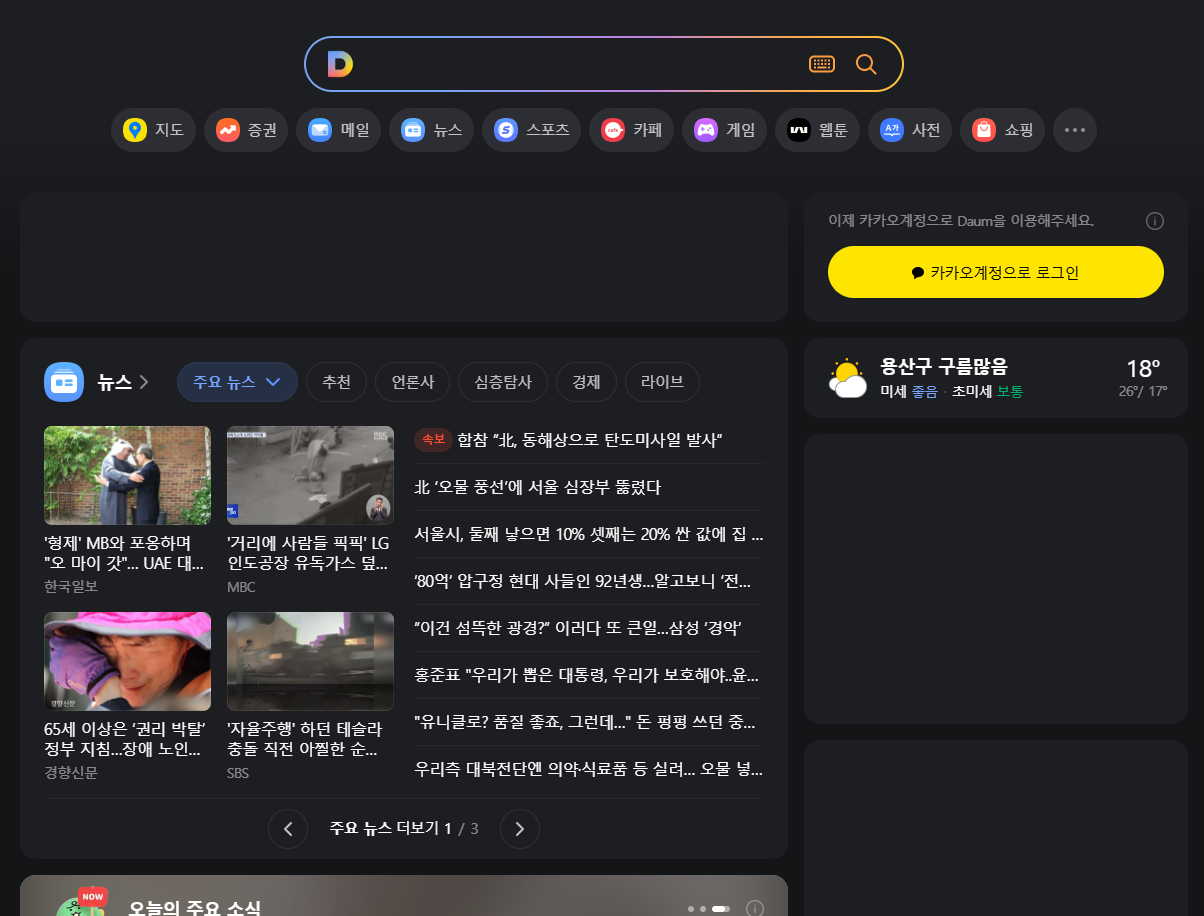 D
지도
증권
메일
뉴스
스포츠
cafe
카페
게임
웹툰
사전
쇼핑
이제 카카오계정으로 Daum을 이용해주세요.
카카오계정으로 로그인
뉴스
주요 뉴스
추천
언론사
심층탐사
경제
라이브
용산구 구름많음
18º
미세 좋음 · 초미세 보통
26º/ 17º
'형제' MB와 포옹하며
"오 마이 갓"... UAE 대...
한국일보
'거리에 사람들 픽픽' LG
인도공장 유독가스 덮...
MBC
경향신문
65세 이상은 ‘권리 박탈’
정부 지침…장애 노인...
경향신문
'자율주행' 하던 테슬라
충돌 직전 아찔한 순...
SBS
속보 합참 “北, 동해상으로 탄도미사일 발사”
北 ‘오물 풍선’에 서울 심장부 뚫렸다
서울시, 둘째 낳으면 10% 셋째는 20% 싼 값에 집 ...
‘80억‘ 압구정 현대 사들인 92년생…알고보니 ‘전...
“이건 섬뜩한 광경?” 이러다 또 큰일…삼성 ‘경악’
홍준표 "우리가 뽑은 대통령, 우리가 보호해야..윤...
"유니클로? 품질 좋죠, 그런데…" 돈 펑펑 쓰던 중...
우리측 대북전단엔 의약·식료품 등 실려... 오물 넣...
주요 뉴스 더보기 1 / 3
NOW
오늘의 주요 소식